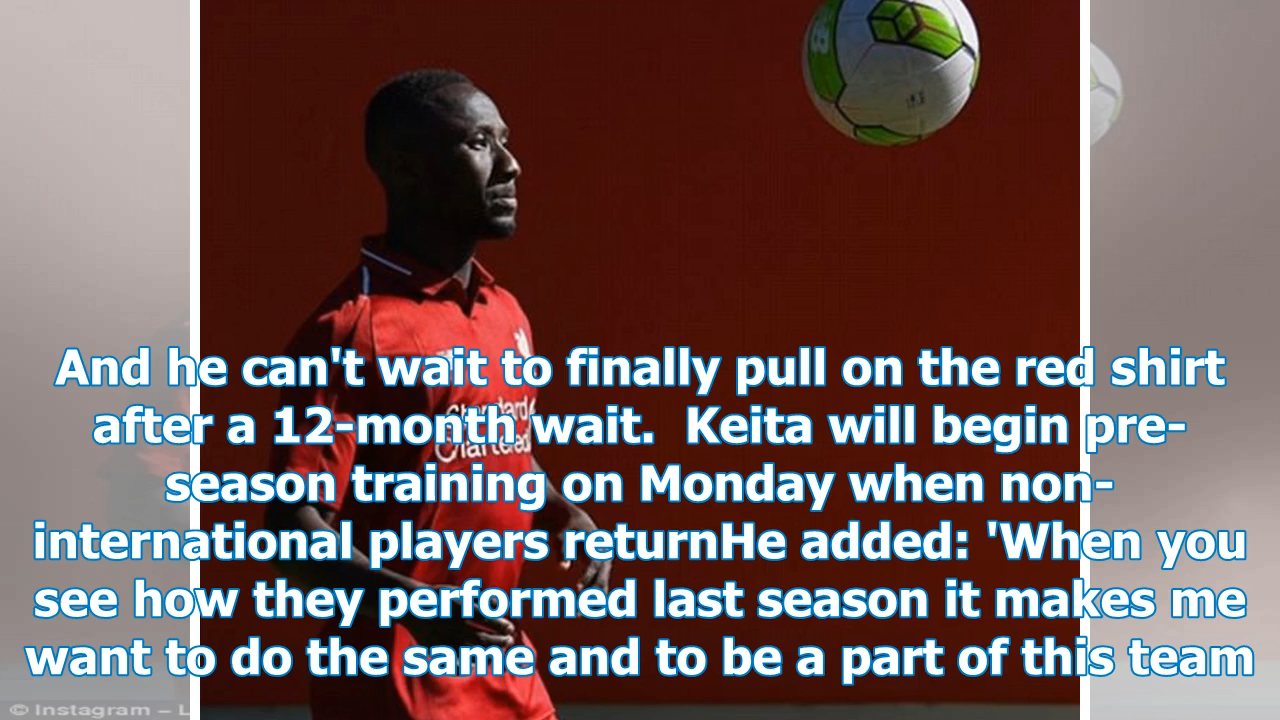 And he can't wait to finally pull on the red shirt
after a 12-month wait.  Keita will begin pre-
season training on Monday when non-
international players returnHe added: 'When you
see how they performed last season it makes me
want to do the same and to be a part of this team
Standard
Chartered
© Instagram – L